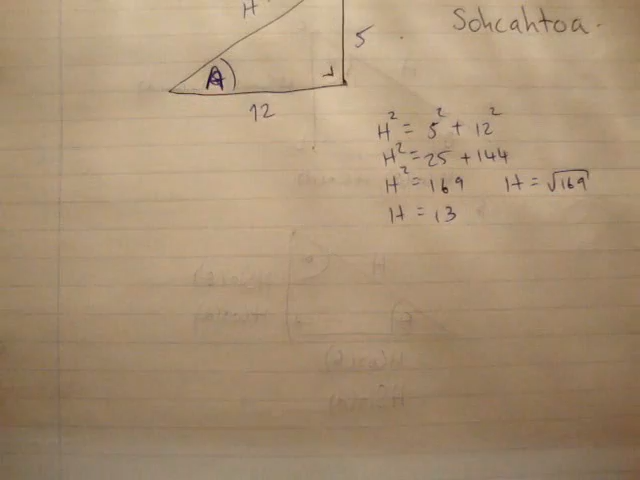 H
Sohcahtoa.
5
A
12
H² = 5² + 12²
H² = 25 + 144
H² = 169 H = √169
H = 13